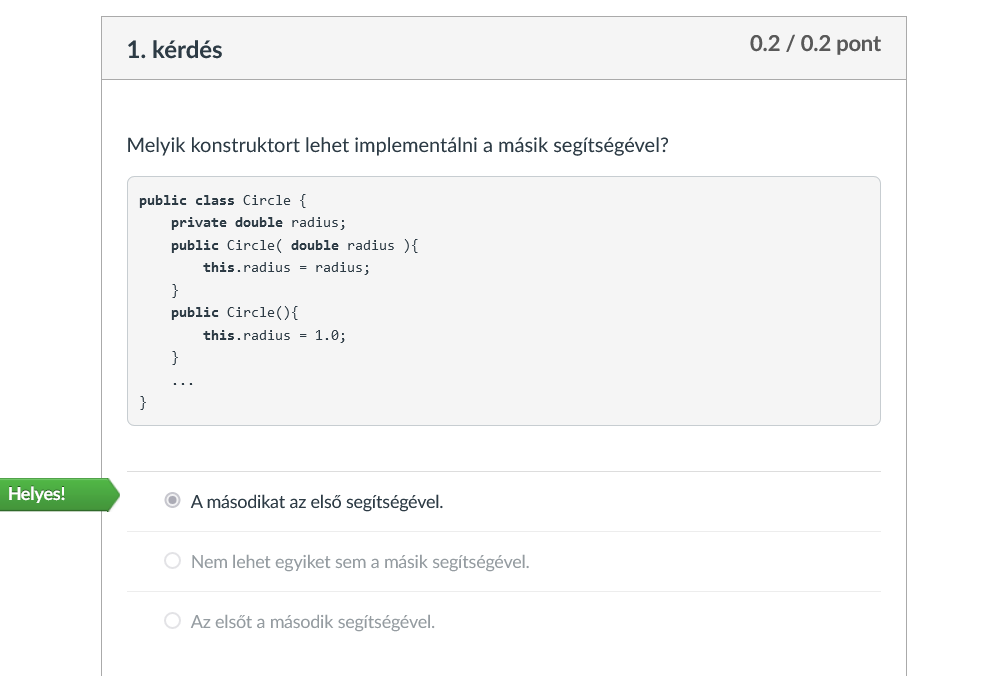 1. kérdés
0.2 / 0.2 pont
Melyik konstruktort lehet implementálni a másik segítségével?
public class Circle {
    private double radius;
    public Circle( double radius ){
        this.radius = radius;
    }
    public Circle(){
        this.radius = 1.0;
    }
    ...
}
Helyes!
A másodikat az első segítségével.
Nem lehet egyiket sem a másik segítségével.
Az elsőt a második segítségével.